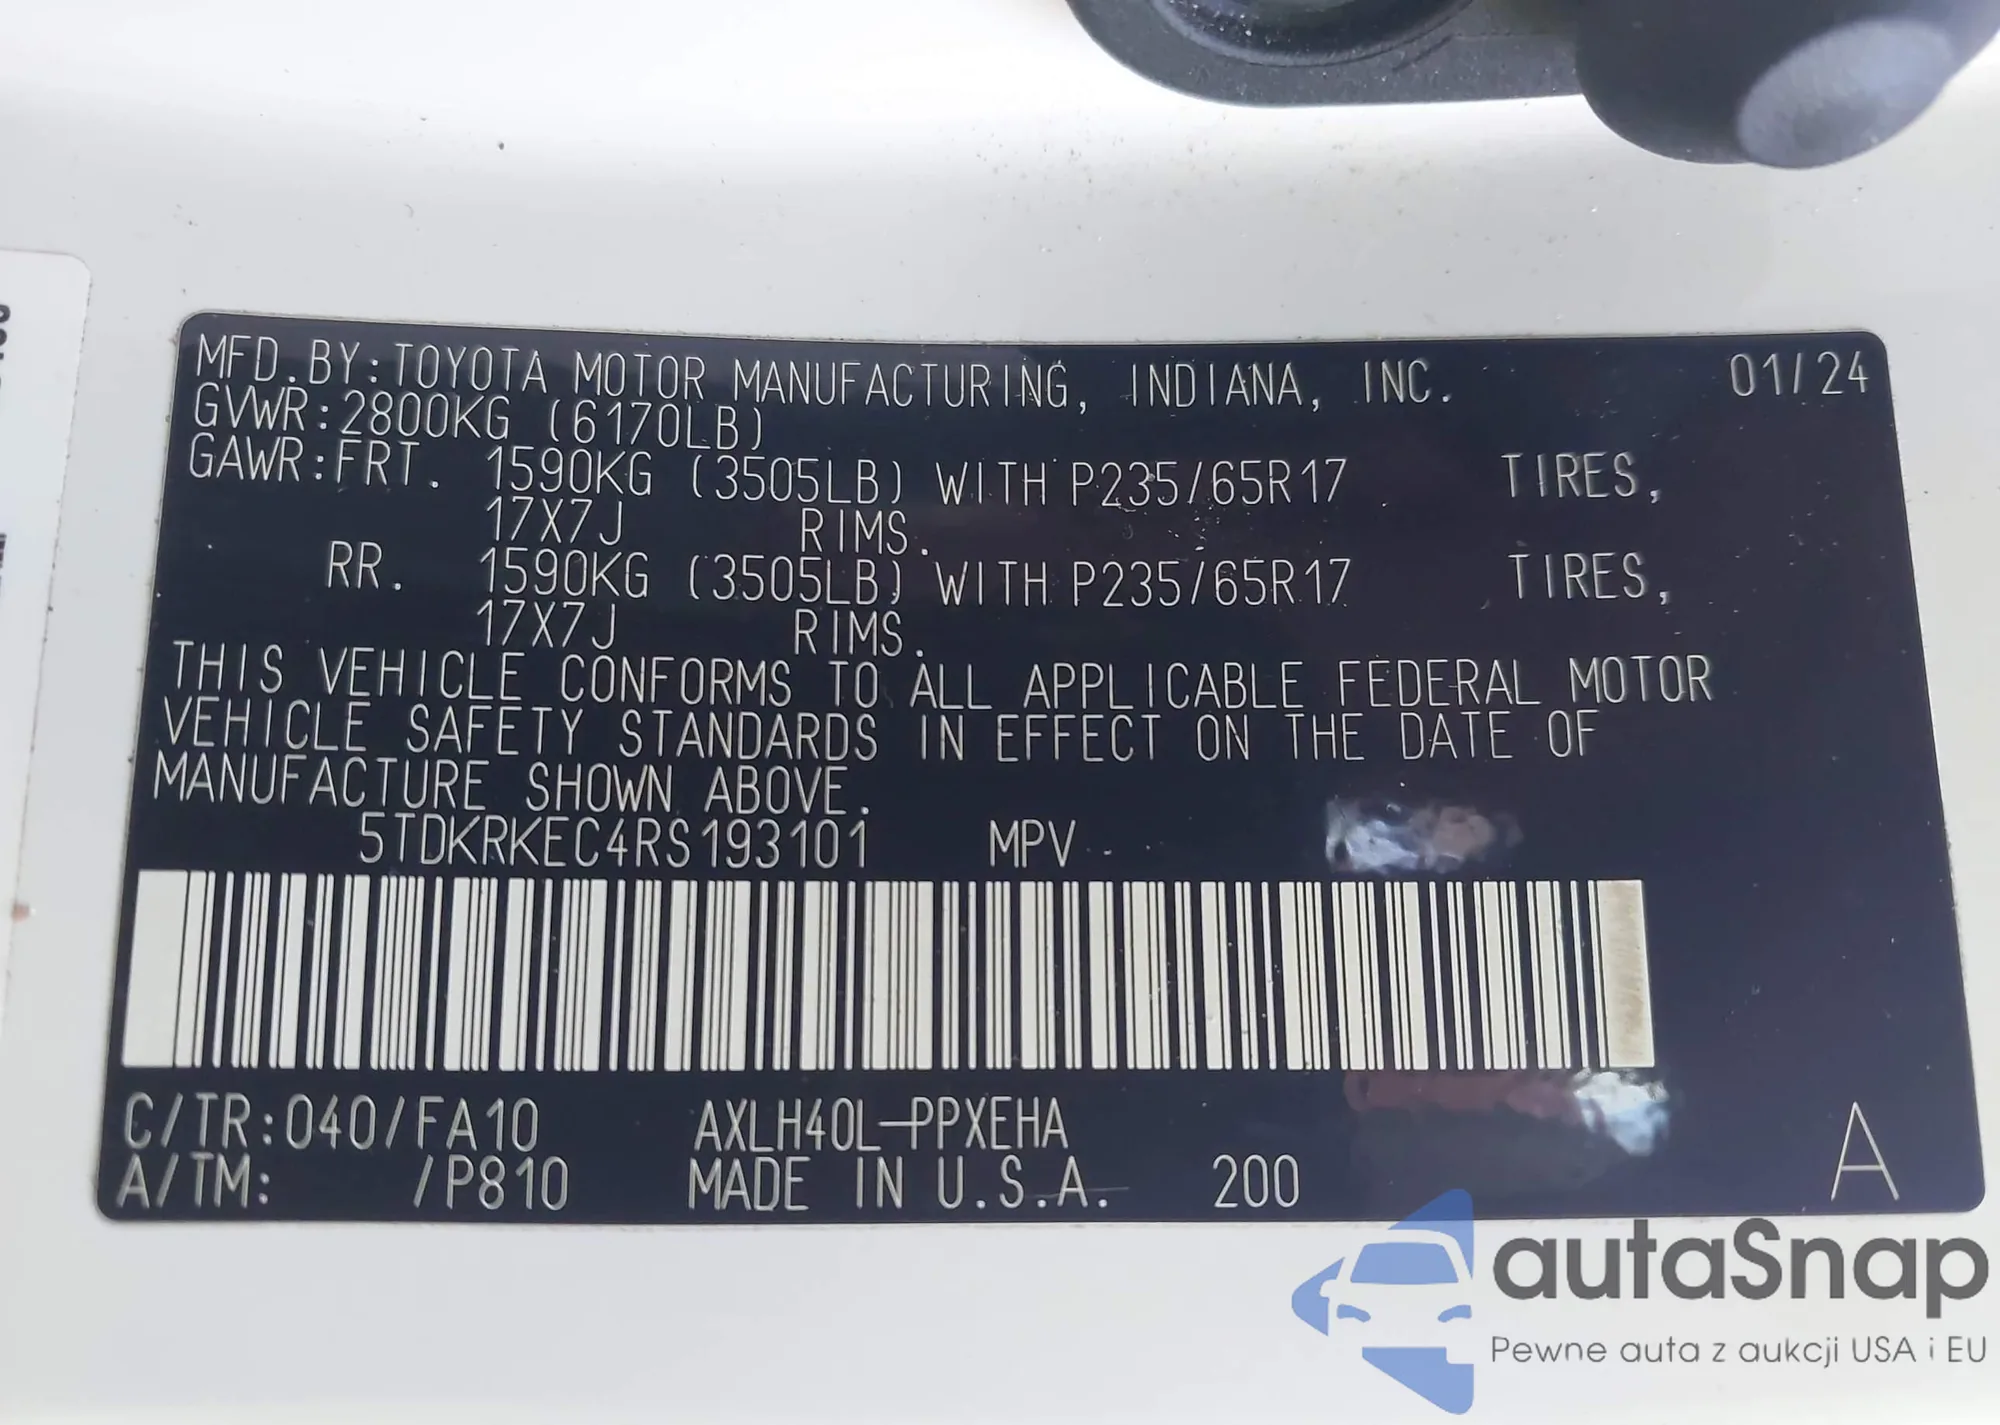 MFD.BY:TOYOTA MOTOR MANUFACTURING, INDIANA, INC. 01/24
GVWR:2800KG (6170LB)
GAWR:FRT. 1590KG (3505LB) WITH P235/65R17 TIRES,
17X7J RIMS.
RR. 1590KG (3505LB) WITH P235/65R17 TIRES,
17X7J RIMS.
THIS VEHICLE CONFORMS TO ALL APPLICABLE FEDERAL MOTOR
VEHICLE SAFETY STANDARDS IN EFFECT ON THE DATE OF
MANUFACTURE SHOWN ABOVE.
5TDKRKEC4RS193101 MPV
C/TR:040/FA10 AXLH40L-PPXEHA
A/TM: /P810 MADE IN U.S.A. 200 A
autaSnap
Pewne auta z aukcji USA i EU